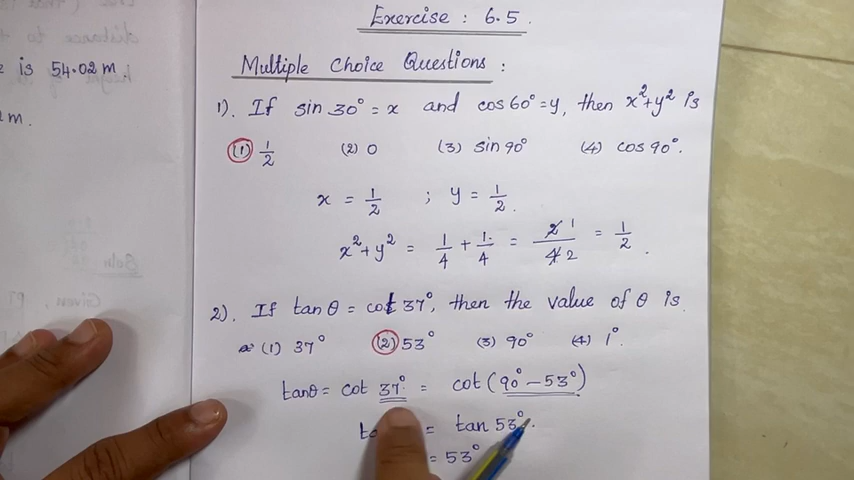 Exercise : 6.5.
e is 54.02 m.
m.
Multiple Choice Questions :
1). If sin 30° = x and cos 60° = y, then x² + y² is
(1) 1/2 (2) 0 (3) sin 90° (4) cos 90°.
x = 1/2 ; y = 1/2.
x² + y² = 1/4 + 1/4 = 2 1/4 2 = 1/2.
2). If tan θ = cot 37°, then the value of θ is
(1) 37° (2) 53° (3) 90° (4) 1°.
tanθ = cot 37° = cot (90° − 53°)
= tan 53°.
= 53°